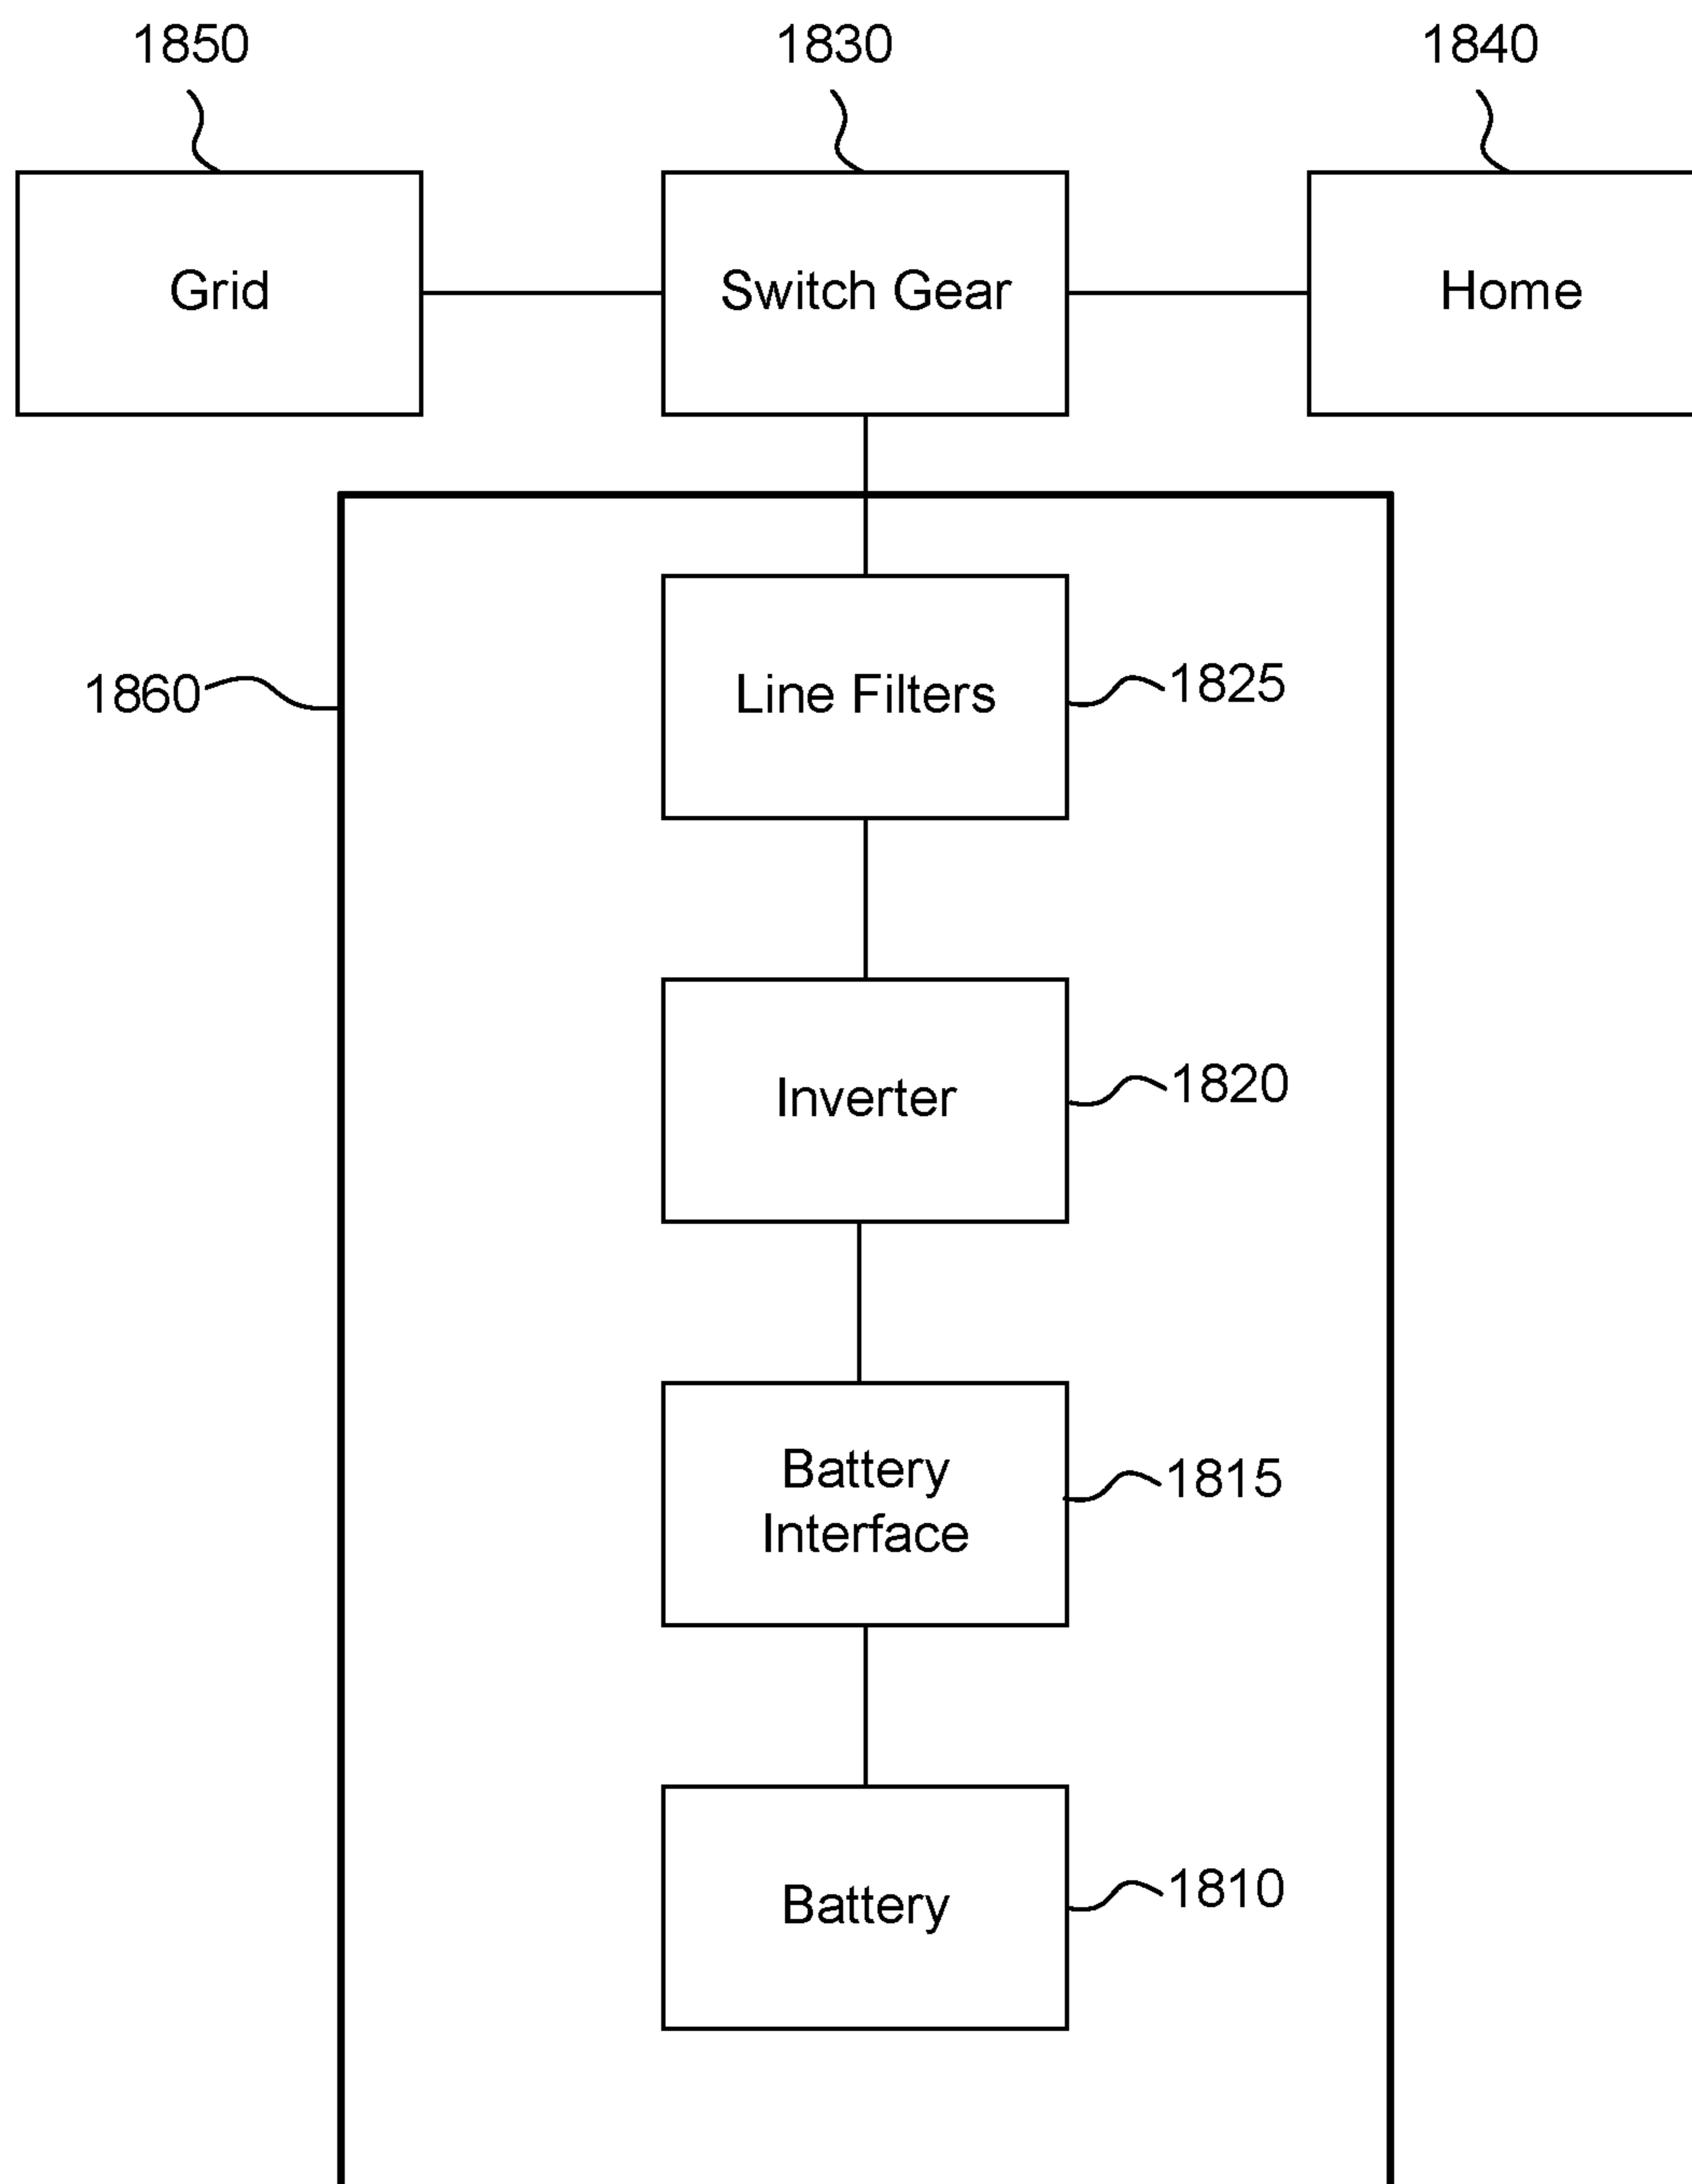 1850
1830
1840
Grid
Switch Gear
Home
1860
Line Filters
1825
Inverter
1820
Battery
Interface
1815
Battery
1810